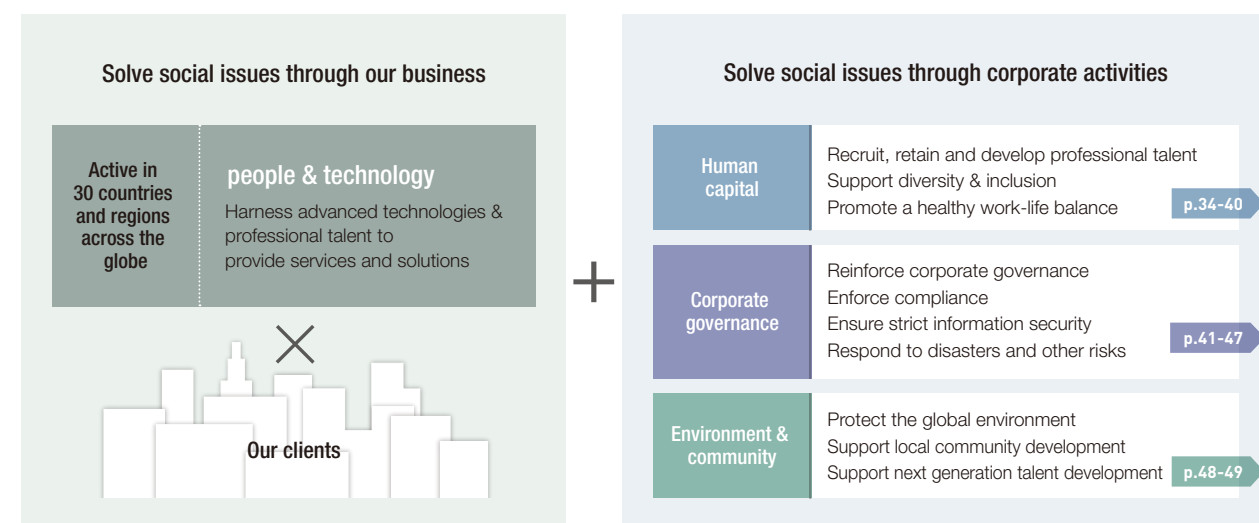 Solve social issues through our business
Active in
30 countries
and regions
across the
globe
people & technology
Harness advanced technologies &
professional talent to
provide services and solutions
×
Our clients
+
Solve social issues through corporate activities
Human
capital
Recruit, retain and develop professional talent
Support diversity & inclusion
Promote a healthy work-life balance
p.34-40
Corporate
governance
Reinforce corporate governance
Enforce compliance
Ensure strict information security
Respond to disasters and other risks
p.41-47
Environment &
community
Protect the global environment
Support local community development
Support next generation talent development
p.48-49